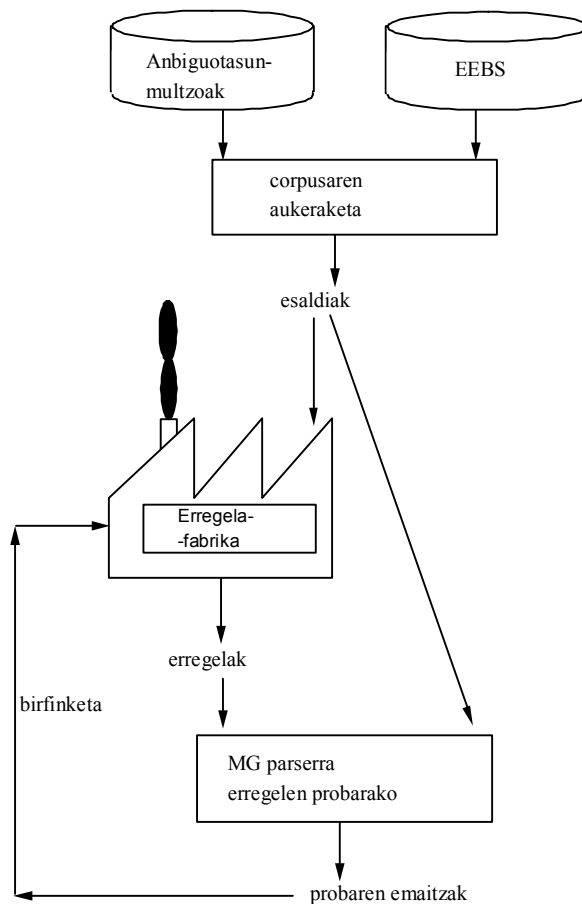 Anbiguotasun-
multzoak
EEBS
corpusaren
aukeraketa
esaldiak
Erregela-
-fabrika
erregelak
birfinketa
MG parserra
erregelen probarako
probaren emaitzak